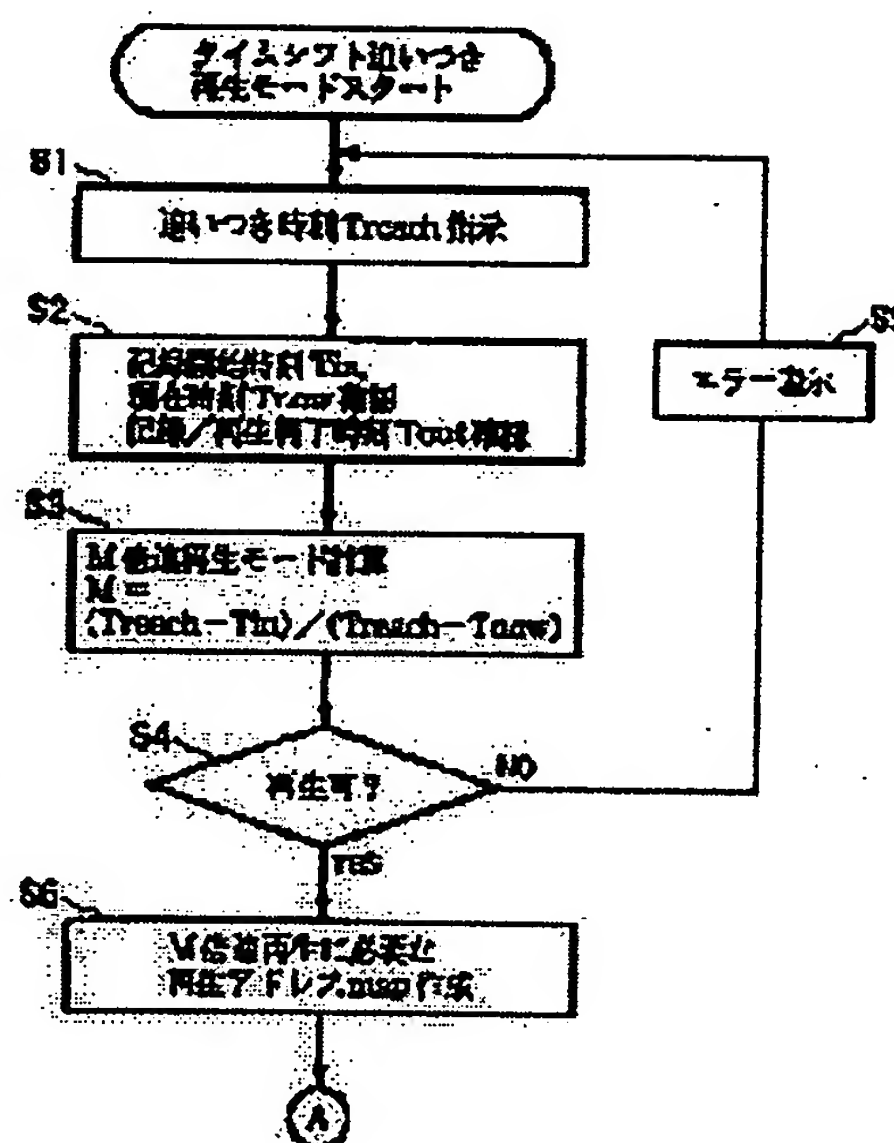 タイムシフト追いつき
再生モードスタート
S1
追いつき時刻Treach指示
S2
記録開始時刻Tin,
現在時刻Tnow確認
記録/再生終了時刻Tout確認
S5
エラー表示
S3
M倍速再生モード計算
M=
(Treach-Tin)/(Treach-Tnow)
S4
再生可?
NO
YES
S6
M倍速再生に必要な
再生アドレスmap作成
A